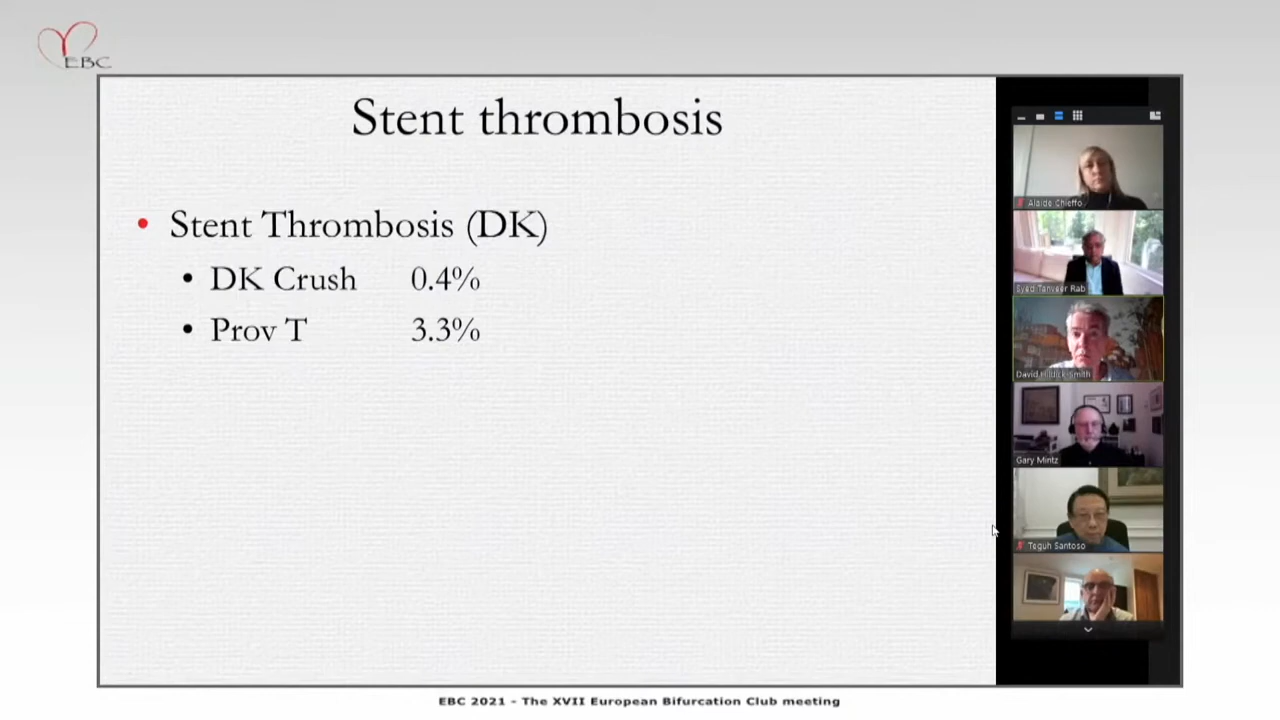 EBC
Stent thrombosis
• Stent Thrombosis (DK)
• DK Crush 0.4%
• Prov T 3.3%
Alaide Chieffo
Syed Tanveer Rab
David Hildick-Smith
Gary Mintz
Teguh Santoso
EBC 2021 - The XVII European Bifurcation Club meeting